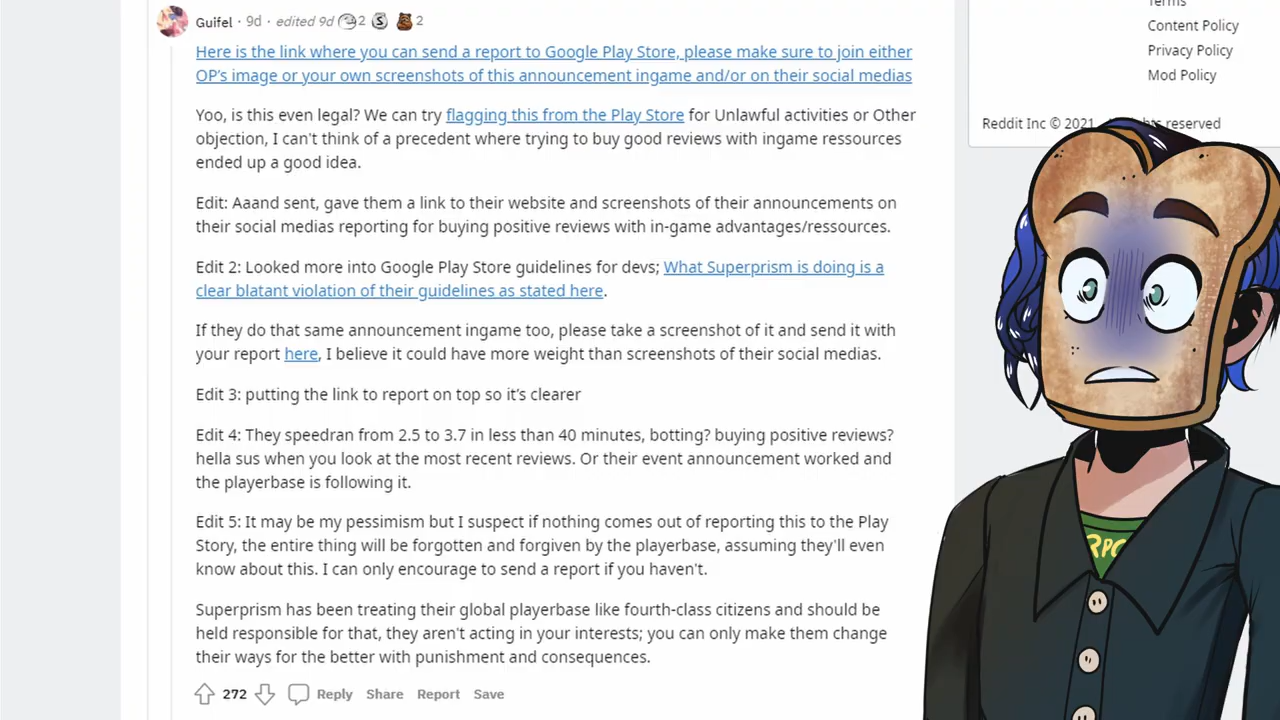 Terms
Content Policy
Privacy Policy
Mod Policy
Reddit Inc © 2021. reserved
Guifel · 9d · edited 9d 2 S 2
Here is the link where you can send a report to Google Play Store, please make sure to join either
OP's image or your own screenshots of this announcement ingame and/or on their social medias
Yoo, is this even legal? We can try flagging this from the Play Store for Unlawful activities or Other
objection, I can't think of a precedent where trying to buy good reviews with ingame ressources
ended up a good idea.
Edit: Aaand sent, gave them a link to their website and screenshots of their announcements on
their social medias reporting for buying positive reviews with in-game advantages/ressources.
Edit 2: Looked more into Google Play Store guidelines for devs; What Superprism is doing is a
clear blatant violation of their guidelines as stated here.
If they do that same announcement ingame too, please take a screenshot of it and send it with
your report here, I believe it could have more weight than screenshots of their social medias.
Edit 3: putting the link to report on top so it's clearer
Edit 4: They speedran from 2.5 to 3.7 in less than 40 minutes, botting? buying positive reviews?
hella sus when you look at the most recent reviews. Or their event announcement worked and
the playerbase is following it.
Edit 5: It may be my pessimism but I suspect if nothing comes out of reporting this to the Play
Story, the entire thing will be forgotten and forgiven by the playerbase, assuming they'll even
know about this. I can only encourage to send a report if you haven't.
Superprism has been treating their global playerbase like fourth-class citizens and should be
held responsible for that, they aren't acting in your interests; you can only make them change
their ways for the better with punishment and consequences.
272 Reply Share Report Save
RPG